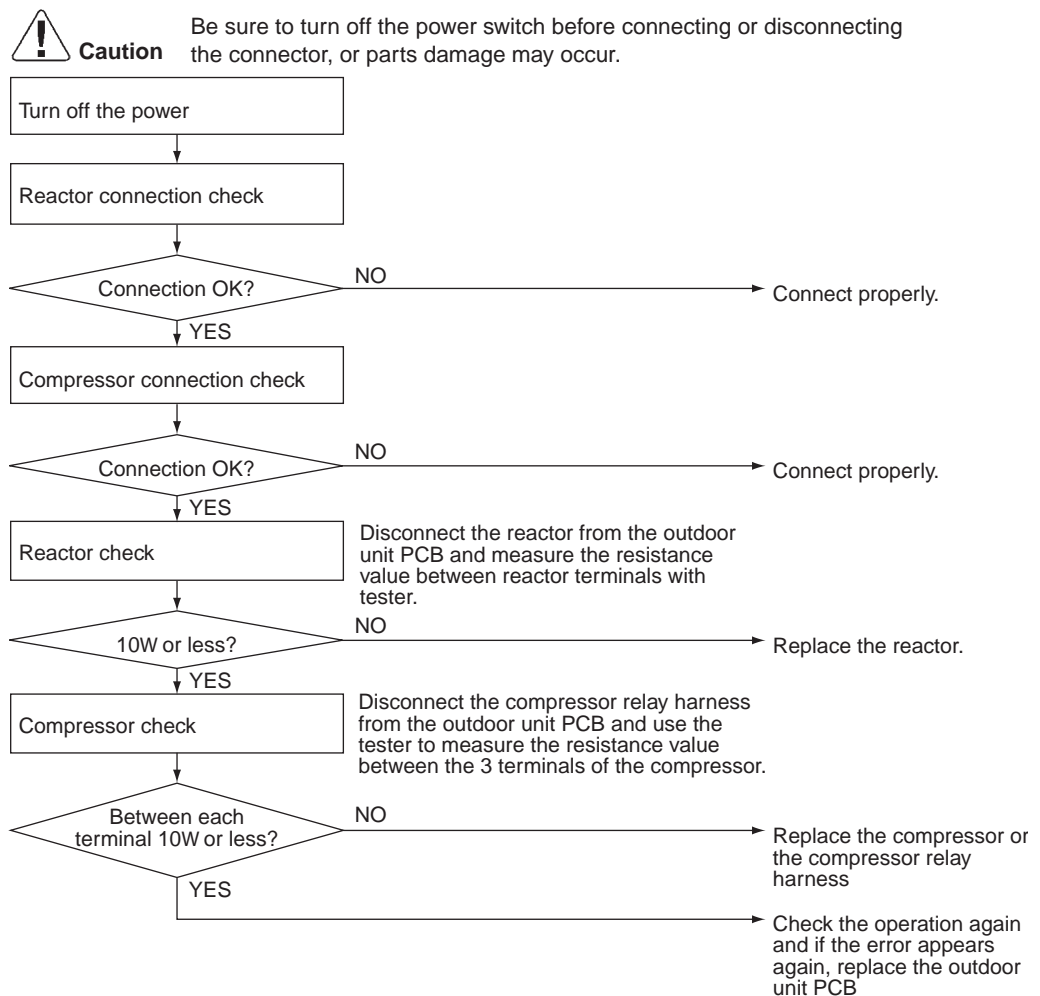 Be sure to turn off the power switch before connecting or disconnecting
Caution
the connector, or parts damage may occur.
Turn off the power
Reactor connection check
Connection OK?
NO
Connect properly.
YES
Compressor connection check
Connection OK?
NO
Connect properly.
YES
Reactor check
Disconnect the reactor from the outdoor
unit PCB and measure the resistance
value between reactor terminals with
tester.
10W or less?
NO
Replace the reactor.
YES
Compressor check
Disconnect the compressor relay harness
from the outdoor unit PCB and use the
tester to measure the resistance value
between the 3 terminals of the compressor.
Between each
terminal 10W or less?
NO
Replace the compressor or
the compressor relay
harness
YES
Check the operation again
and if the error appears
again, replace the outdoor
unit PCB